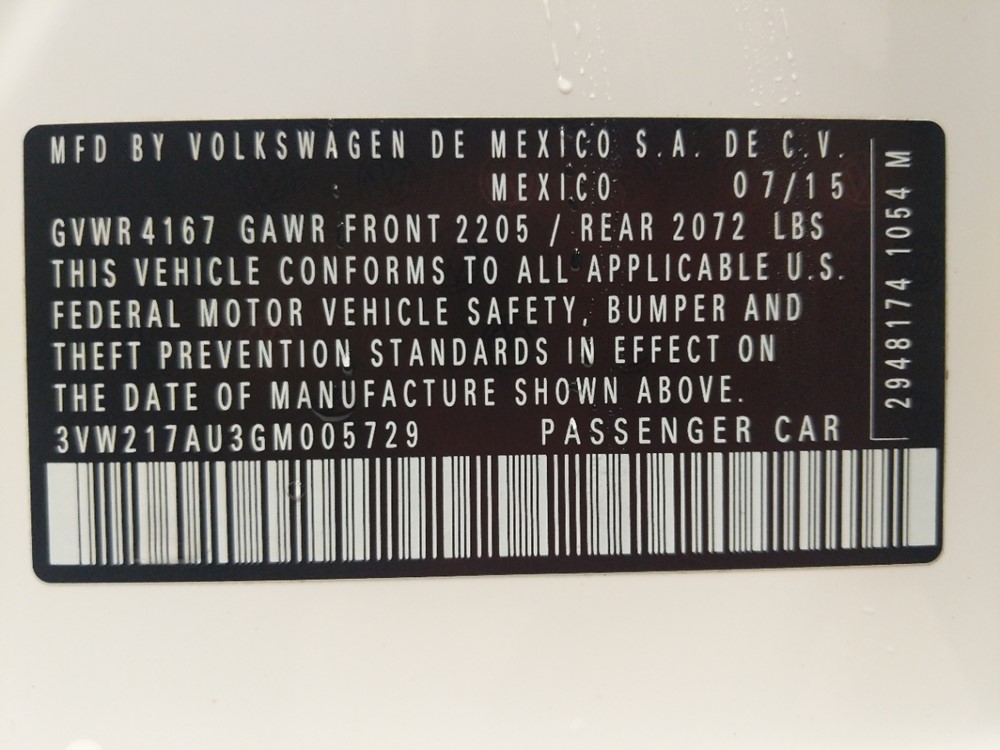 MFD BY VOLKSWAGEN DE MEXICO S.A. DE C.V.
MEXICO 07/15
GVWR 4167 GAWR FRONT 2205 / REAR 2072 LBS
THIS VEHICLE CONFORMS TO ALL APPLICABLE U.S.
FEDERAL MOTOR VEHICLE SAFETY, BUMPER AND
THEFT PREVENTION STANDARDS IN EFFECT ON
THE DATE OF MANUFACTURE SHOWN ABOVE.
3VW217AU3GM005729 PASSENGER CAR
2948174 1054 M